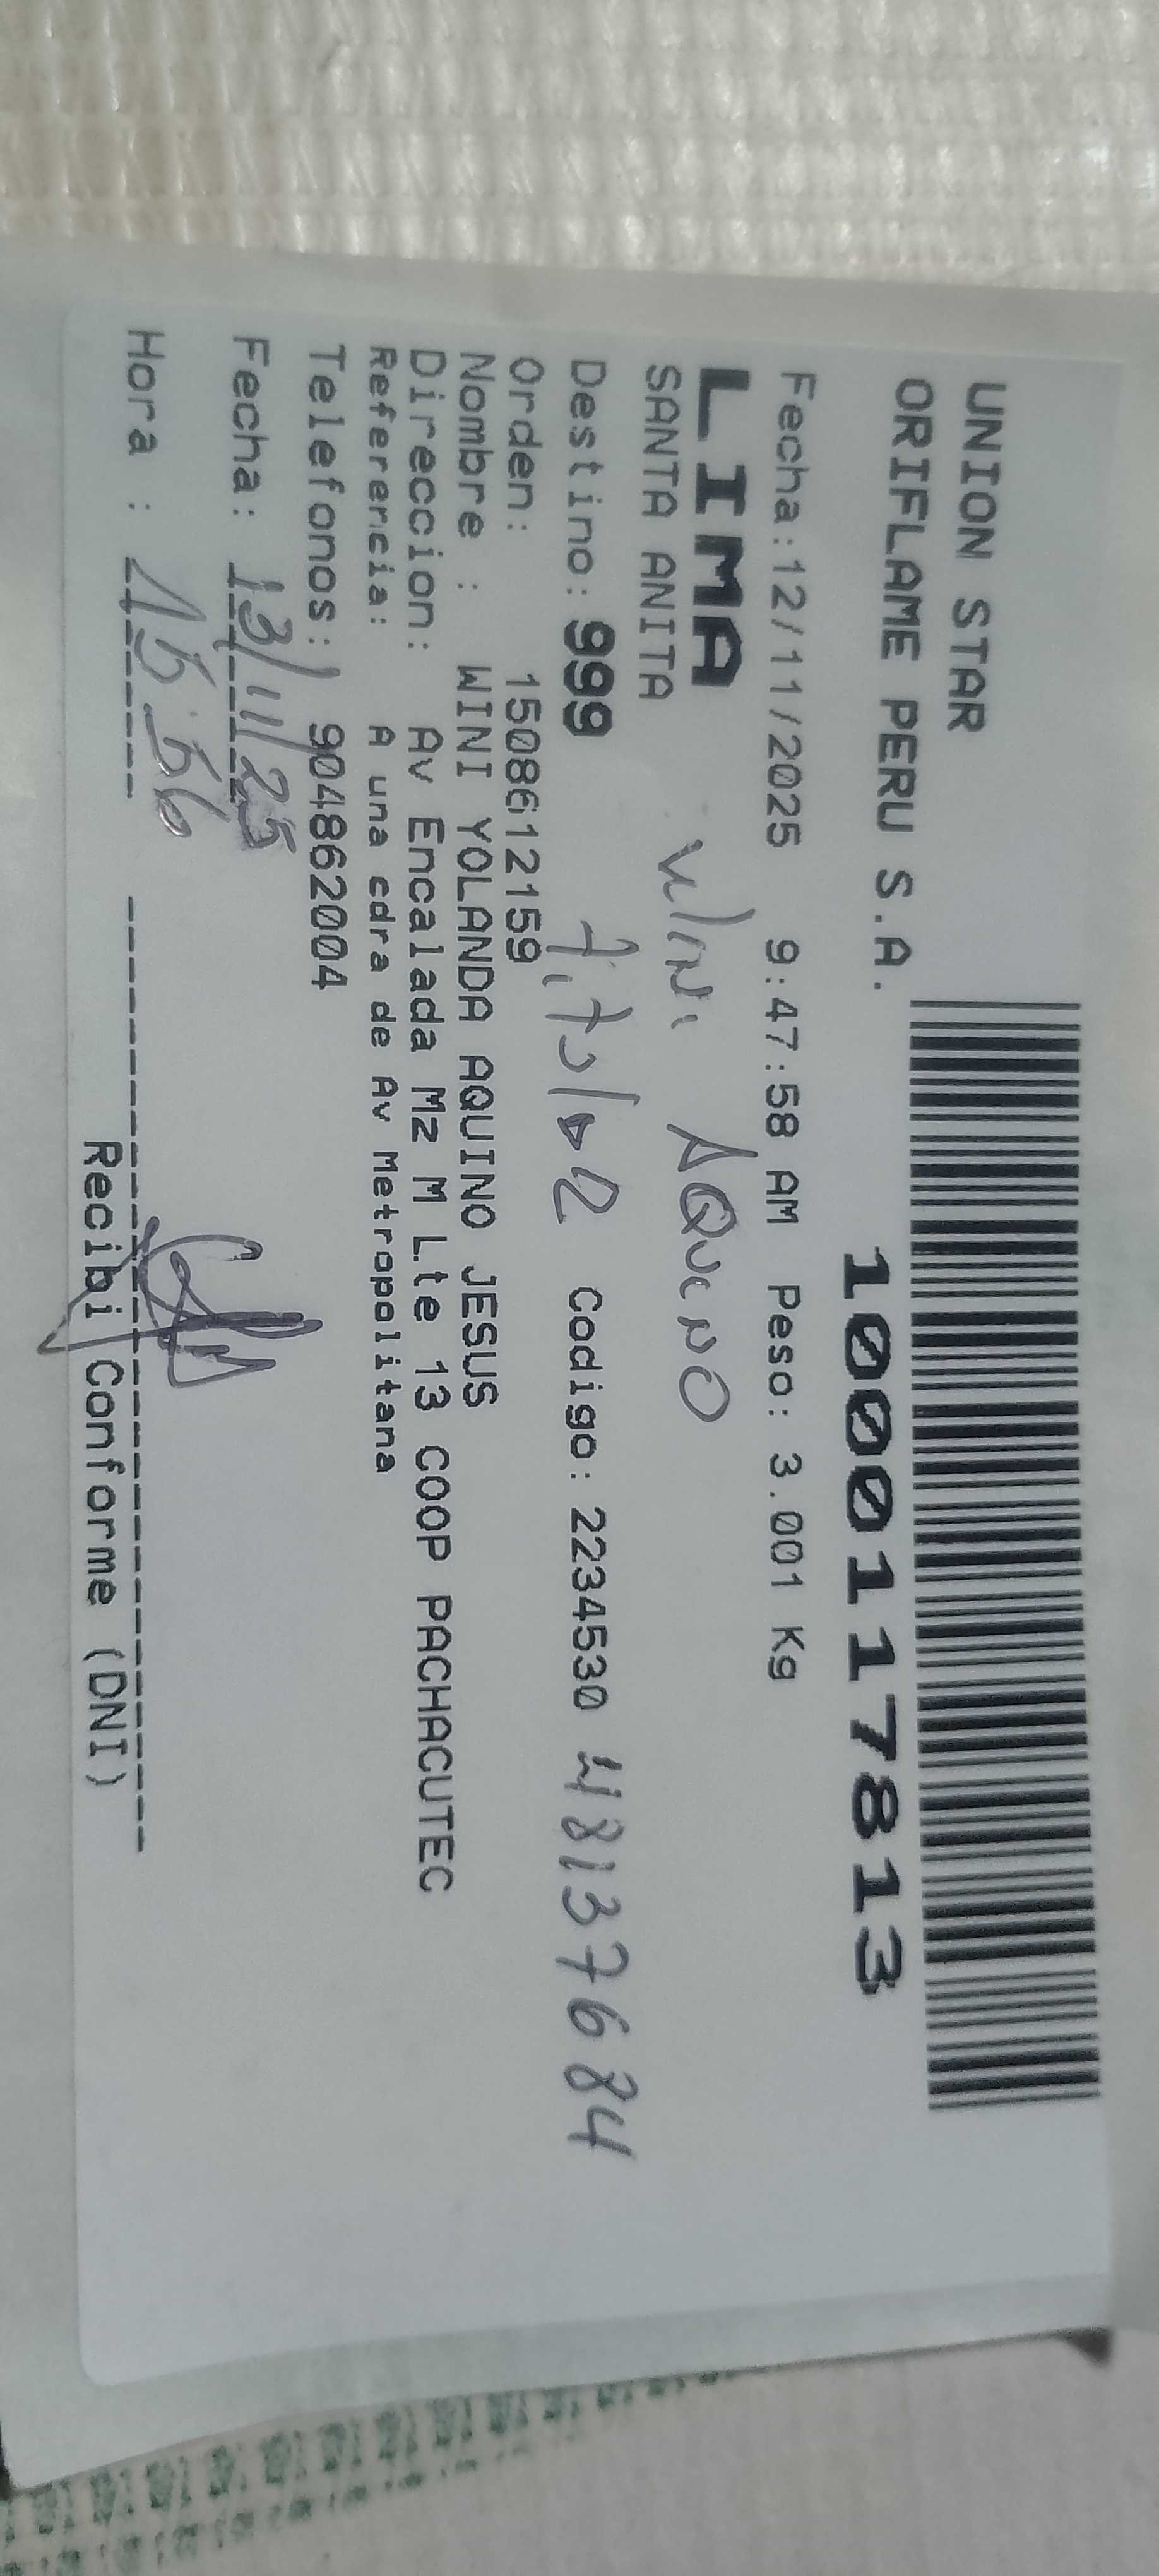 UNION STAR
ORIFLAME PERU S.A.
1000117813
Fecha:12/11/2025 9:47:58 AM Peso: 3.001 Kg
LIMA
SANTA ANITA
Wini AQuiNO
Destino: 999 Codigo: 2234530 48137684
Orden: 1508612159
Nombre : WINI YOLANDA AQUINO JESUS
Direccion: Av Encalada Mz M Lte 13 COOP PACHACUTEC
Referencia: A una cdra de Av Metropolitana
Telefonos: 904862004
Fecha: 13/11/25
Hora : 15 56
Recibi Conforme (DNI)